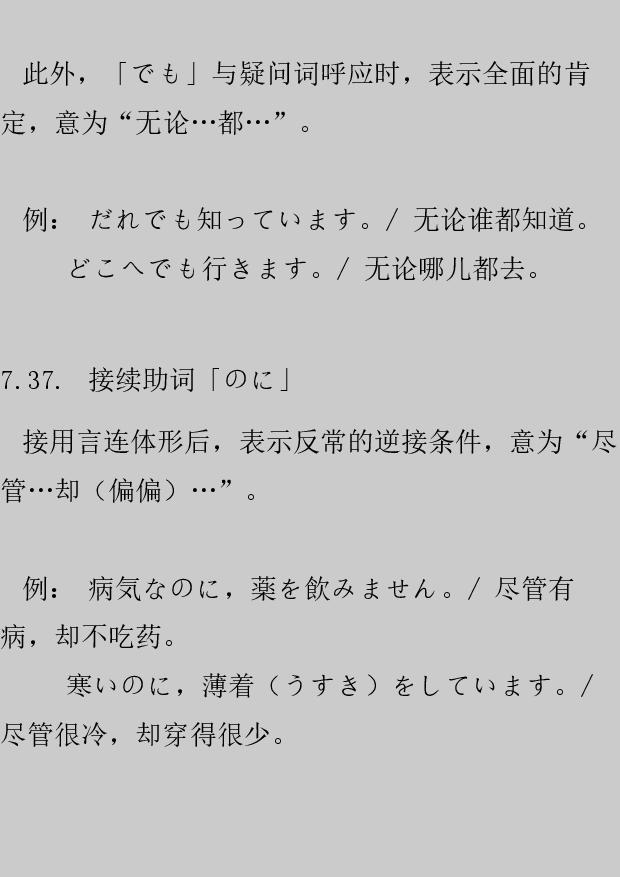 此外，「でも」与疑问词呼应时，表示全面的肯
定，意为“无论…都…”。
例： だれでも知っています。/ 无论谁都知道。
どこへでも行きます。/ 无论哪儿都去。
7.37. 接续助词「のに」
接用言连体形后，表示反常的逆接条件，意为“尽
管…却（偏偏）…”。
例： 病気なのに，薬を飲みません。/ 尽管有
病，却不吃药。
寒いのに，薄着（うすき）をしています。/
尽管很冷，却穿得很少。